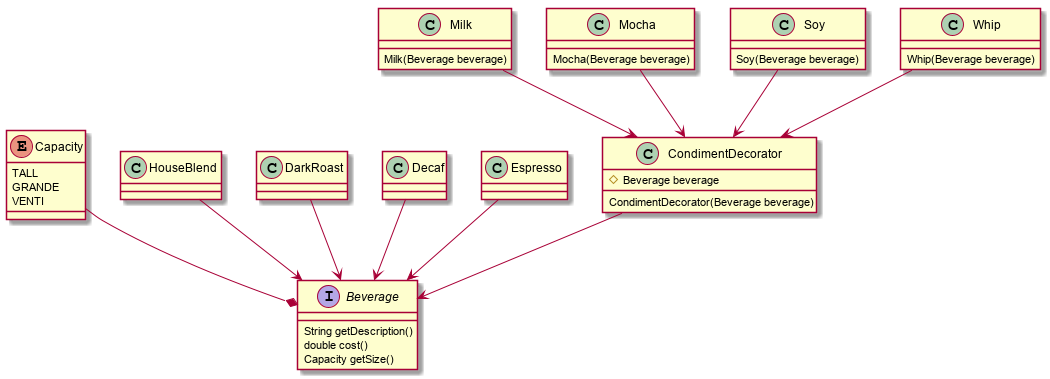 C Milk
Milk(Beverage beverage)
C Mocha
Mocha(Beverage beverage)
C Soy
Soy(Beverage beverage)
C Whip
Whip(Beverage beverage)
E Capacity
TALL
GRANDE
VENTI
C HouseBlend
C DarkRoast
C Decaf
C Espresso
C CondimentDecorator
Beverage beverage
CondimentDecorator(Beverage beverage)
I Beverage
String getDescription()
double cost()
Capacity getSize()